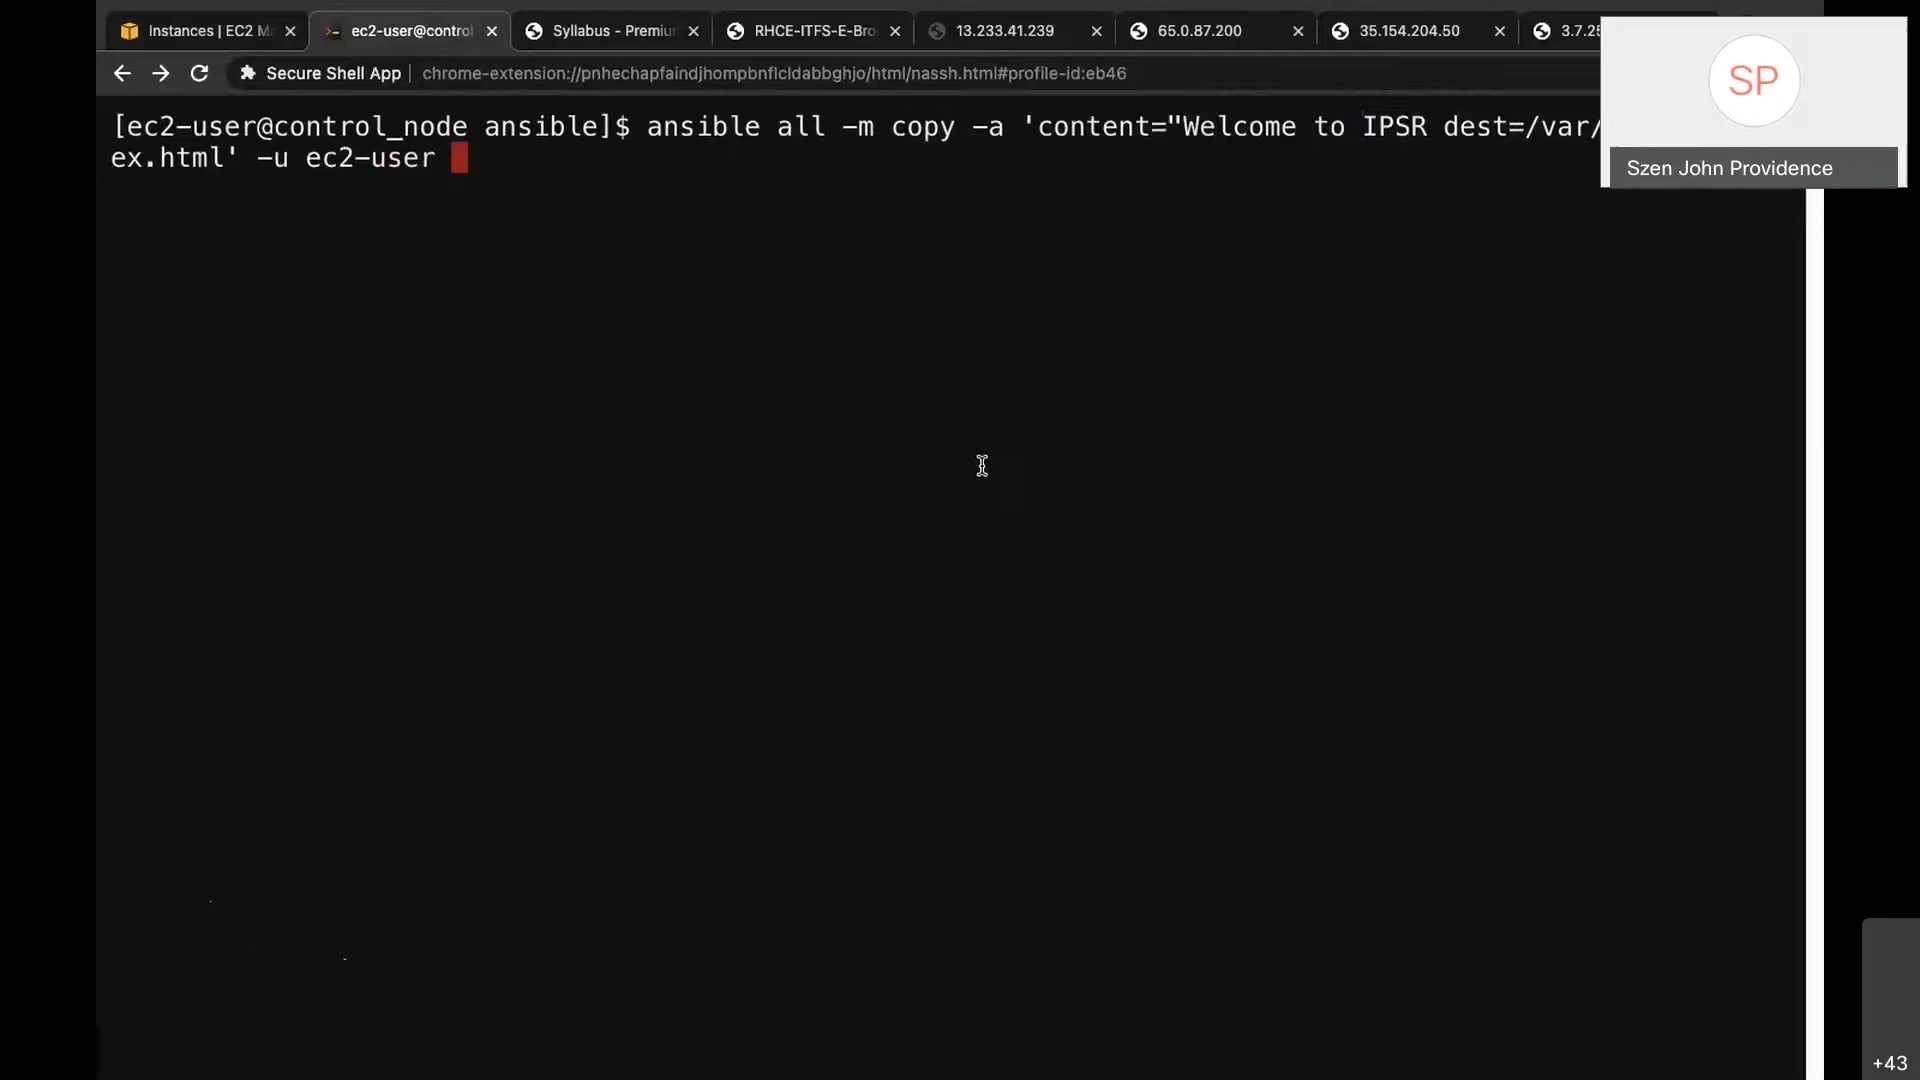 Instances | EC2 M
ec2-user@control
Syllabus - Premiu
RHCE-ITFS-E-Bro
13.233.41.239
65.0.87.200
35.154.204.50
3.7.25
Secure Shell App
chrome-extension://pnhechapfaindjhompbnflcldabbghjo/html/nassh.html#profile-id:eb46
SP
Szen John Providence
[ec2-user@control_node ansible]$ ansible all -m copy -a 'content="Welcome to IPSR dest=/var/
ex.html' -u ec2-user
+43